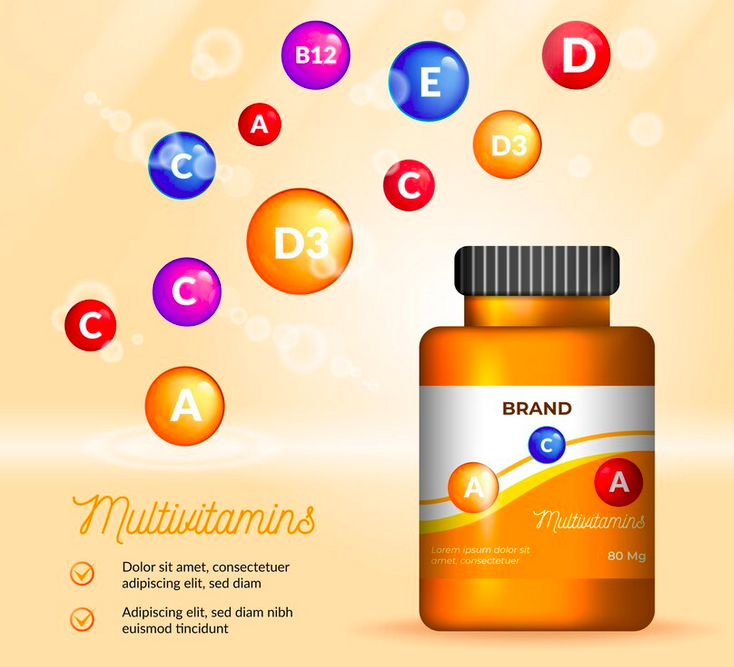 B12
E
D
A
C
D3
C
D3
C
C
A
BRAND
C
A
A
Multivitamins
Lorem ipsum dolor sit
amet, consectetuer
80 Mg
Multivitamins
Dolor sit amet, consectetuer
adipiscing elit, sed diam
Adipiscing elit, sed diam nibh
euismod tincidunt